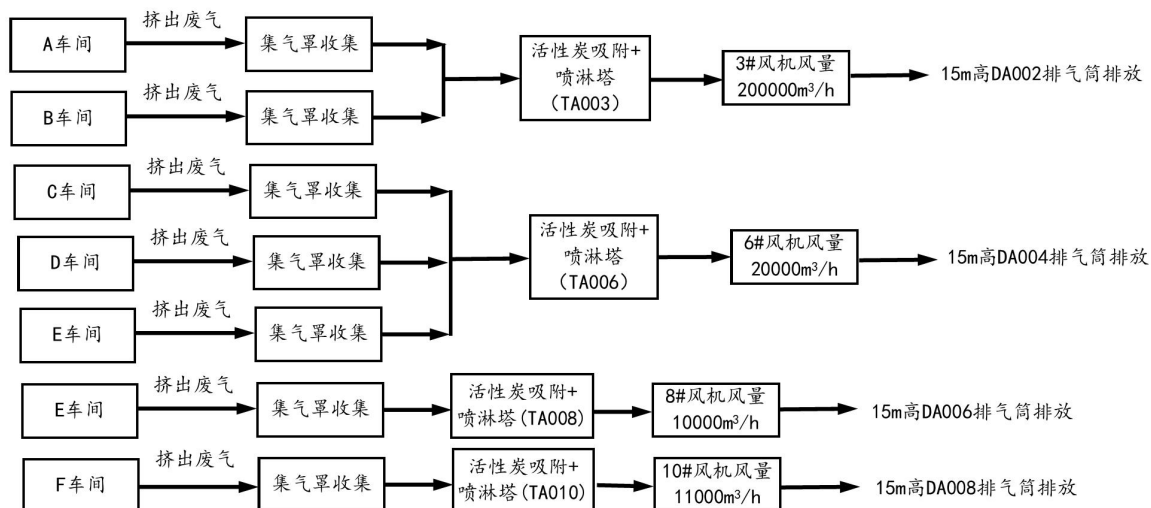 A车间
挤出废气
集气罩收集
B车间
挤出废气
集气罩收集
活性炭吸附+
喷淋塔
(TA003)
3#风机风量
200000m³/h
15m高DA002排气筒排放
C车间
挤出废气
集气罩收集
D车间
挤出废气
集气罩收集
E车间
挤出废气
集气罩收集
活性炭吸附+
喷淋塔
(TA006)
6#风机风量
20000m³/h
15m高DA004排气筒排放
E车间
挤出废气
集气罩收集
活性炭吸附+
喷淋塔(TA008)
8#风机风量
10000m³/h
15m高DA006排气筒排放
F车间
挤出废气
集气罩收集
活性炭吸附+
喷淋塔(TA010)
10#风机风量
11000m³/h
15m高DA008排气筒排放